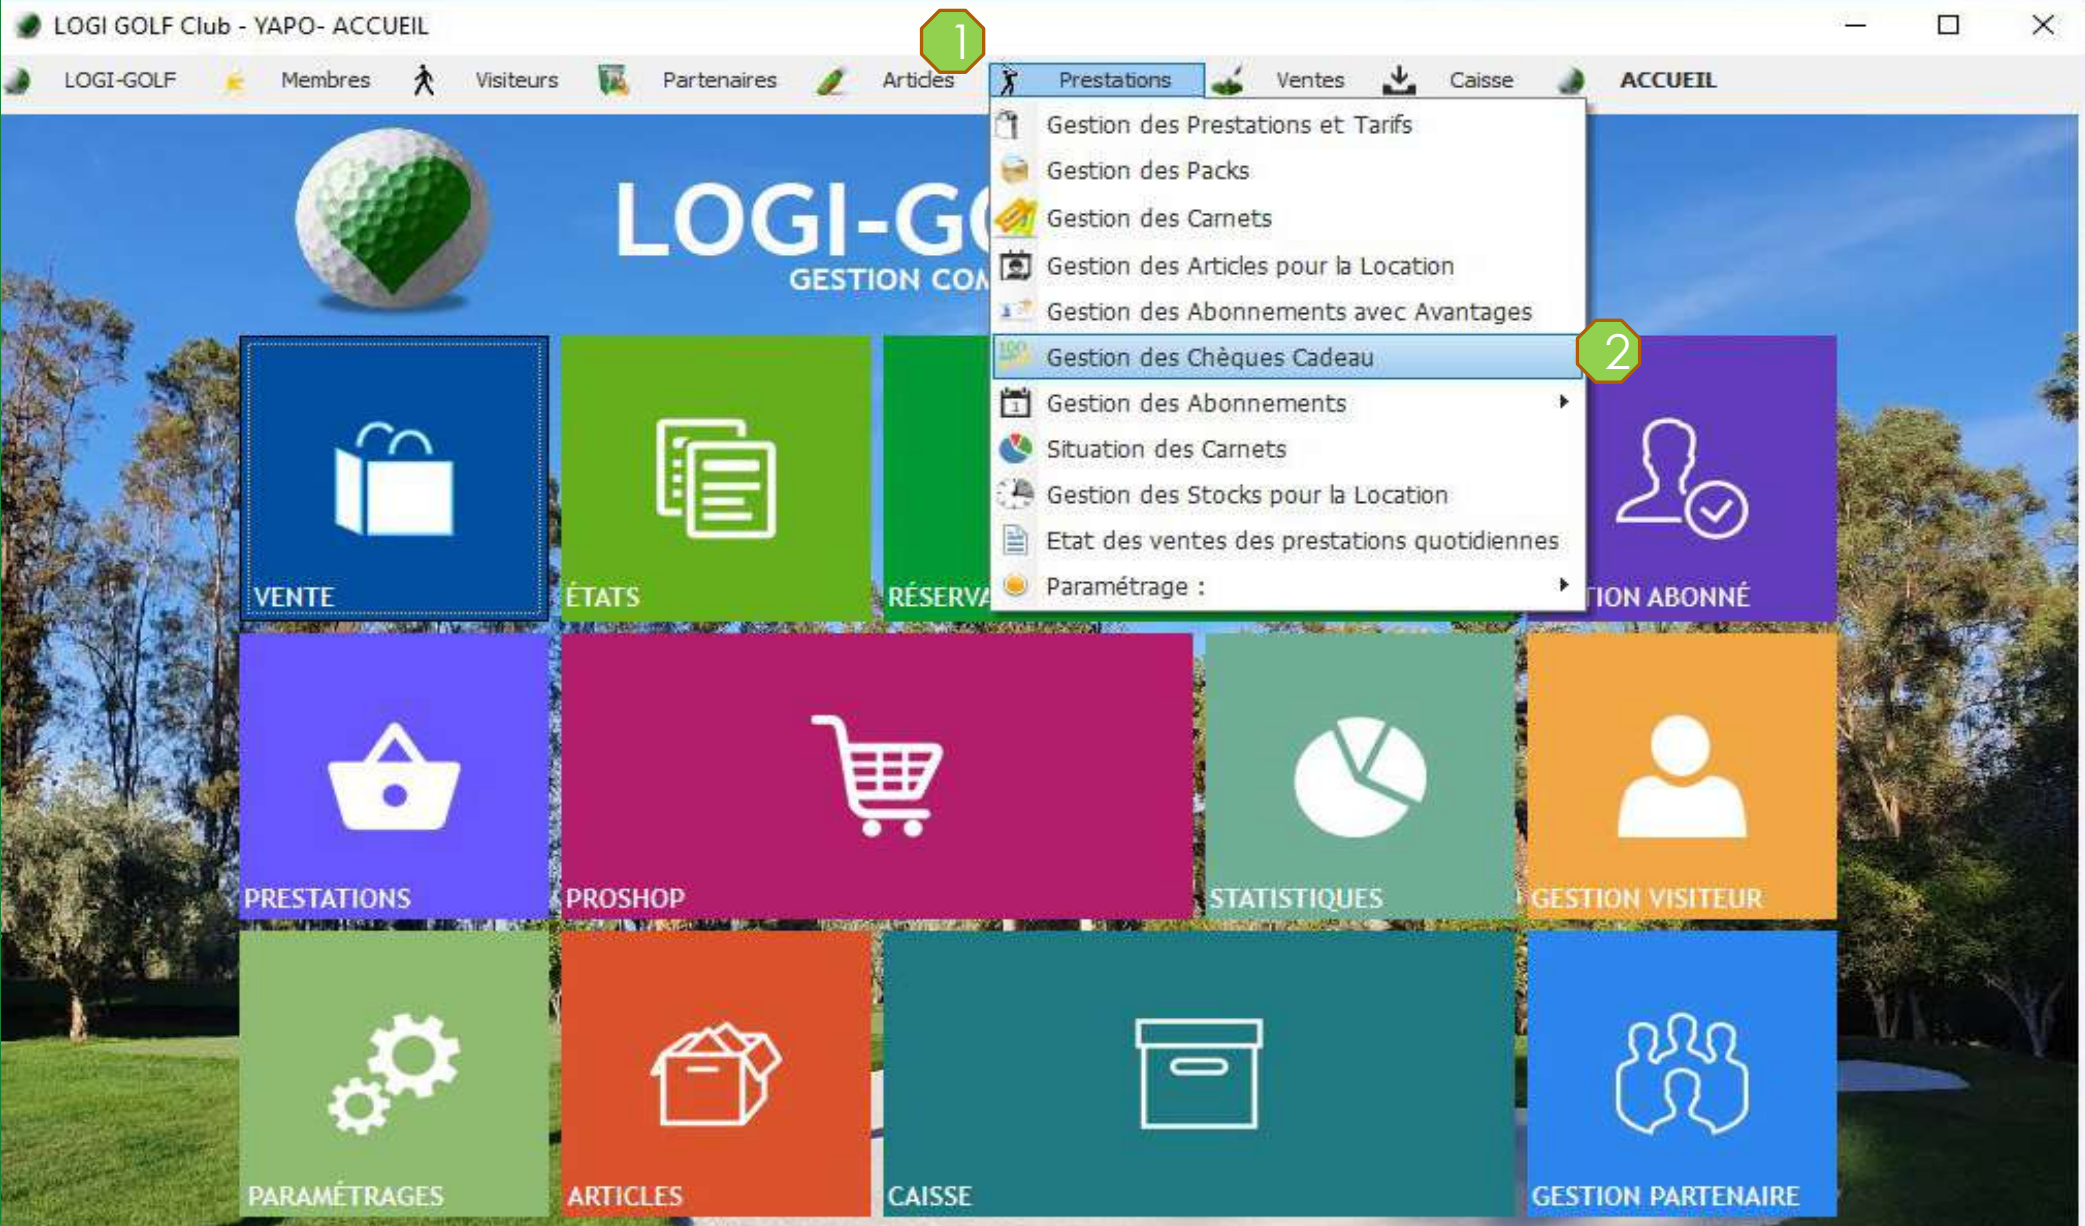 LOGI GOLF Club - YAPO- ACCUEIL
1
LOGI-GOLF Membres Visiteurs Partenaires Articles Prestations Ventes Caisse ACCUEIL
Gestion des Prestations et Tarifs
Gestion des Packs
Gestion des Carnets
Gestion des Articles pour la Location
Gestion des Abonnements avec Avantages
Gestion des Chèques Cadeau
2
Gestion des Abonnements
Situation des Carnets
Gestion des Stocks pour la Location
Etat des ventes des prestations quotidiennes
Paramétrage :
LOGI-G
GESTION
VENTE
ÉTATS
ABONNÉ
PRESTATIONS
PROSHOP
STATISTIQUES
GESTION VISITEUR
PARAMÉTRAGES
ARTICLES
CAISSE
GESTION PARTENAIRE